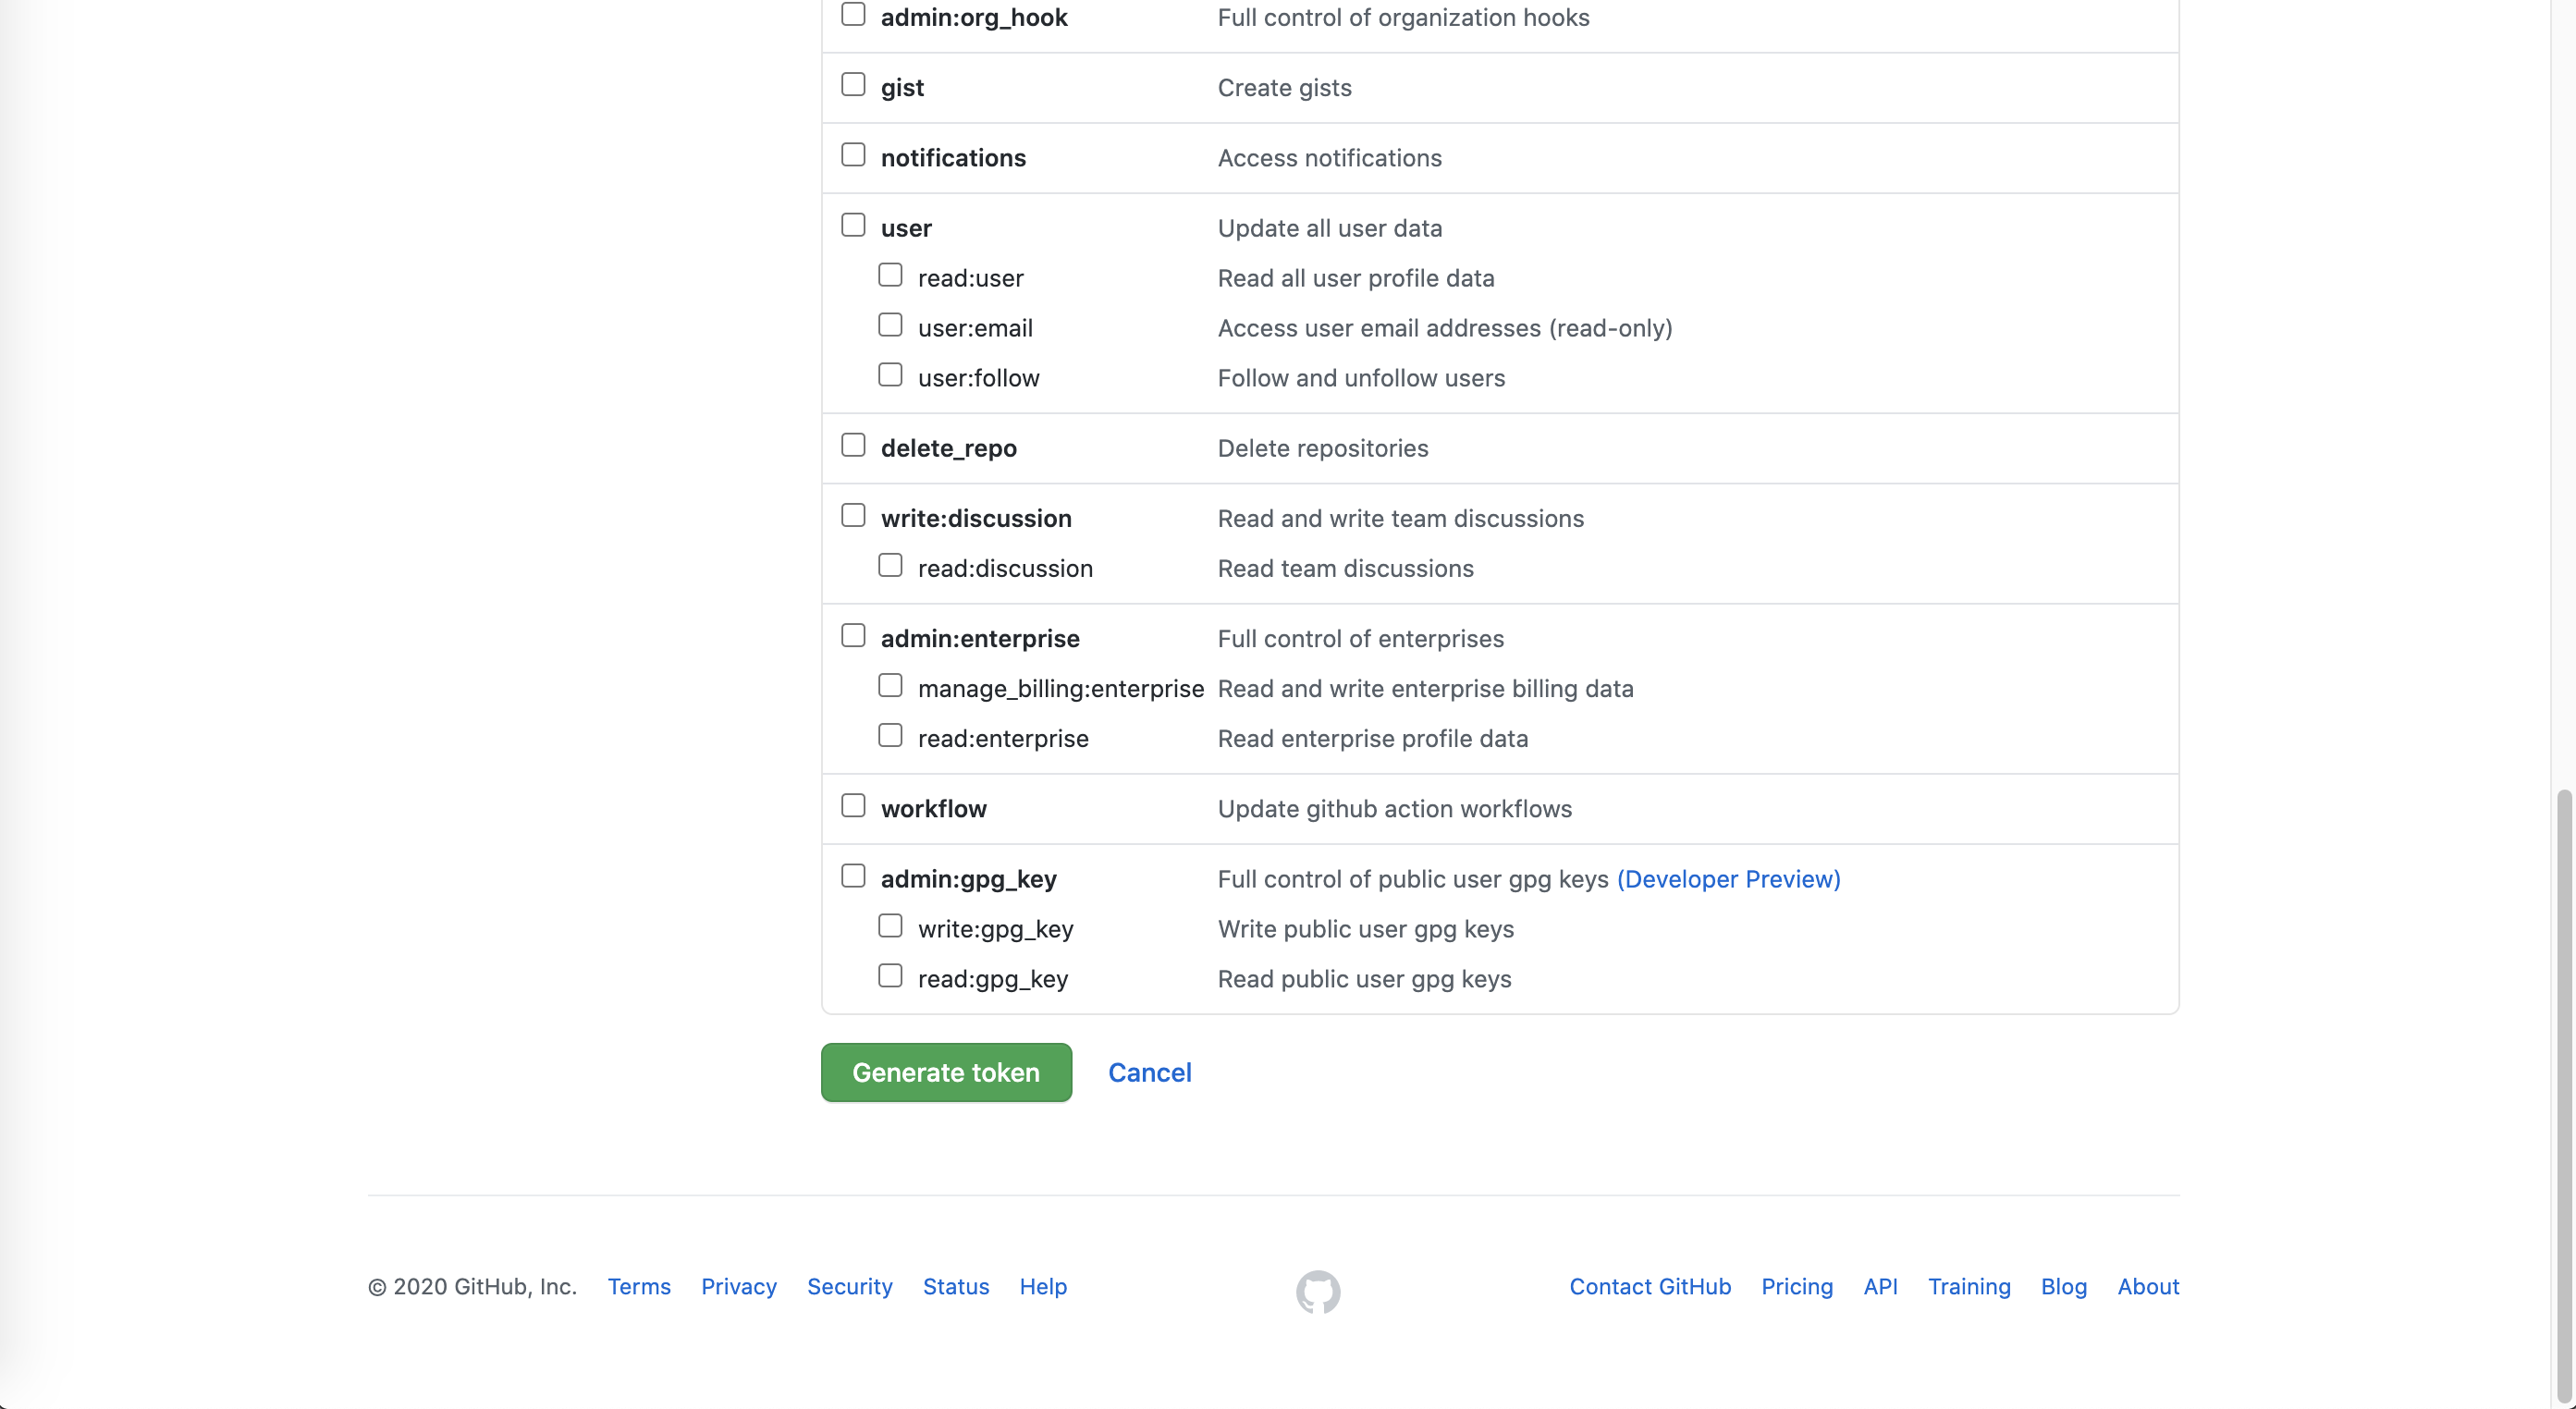 admin:org_hook Full control of organization hooks
gist Create gists
notifications Access notifications
user Update all user data
read:user Read all user profile data
user:email Access user email addresses (read-only)
user:follow Follow and unfollow users
delete_repo Delete repositories
write:discussion Read and write team discussions
read:discussion Read team discussions
admin:enterprise Full control of enterprises
manage_billing:enterprise Read and write enterprise billing data
read:enterprise Read enterprise profile data
workflow Update github action workflows
admin:gpg_key Full control of public user gpg keys (Developer Preview)
write:gpg_key Write public user gpg keys
read:gpg_key Read public user gpg keys
Generate token Cancel
© 2020 GitHub, Inc. Terms Privacy Security Status Help Contact GitHub Pricing API Training Blog About